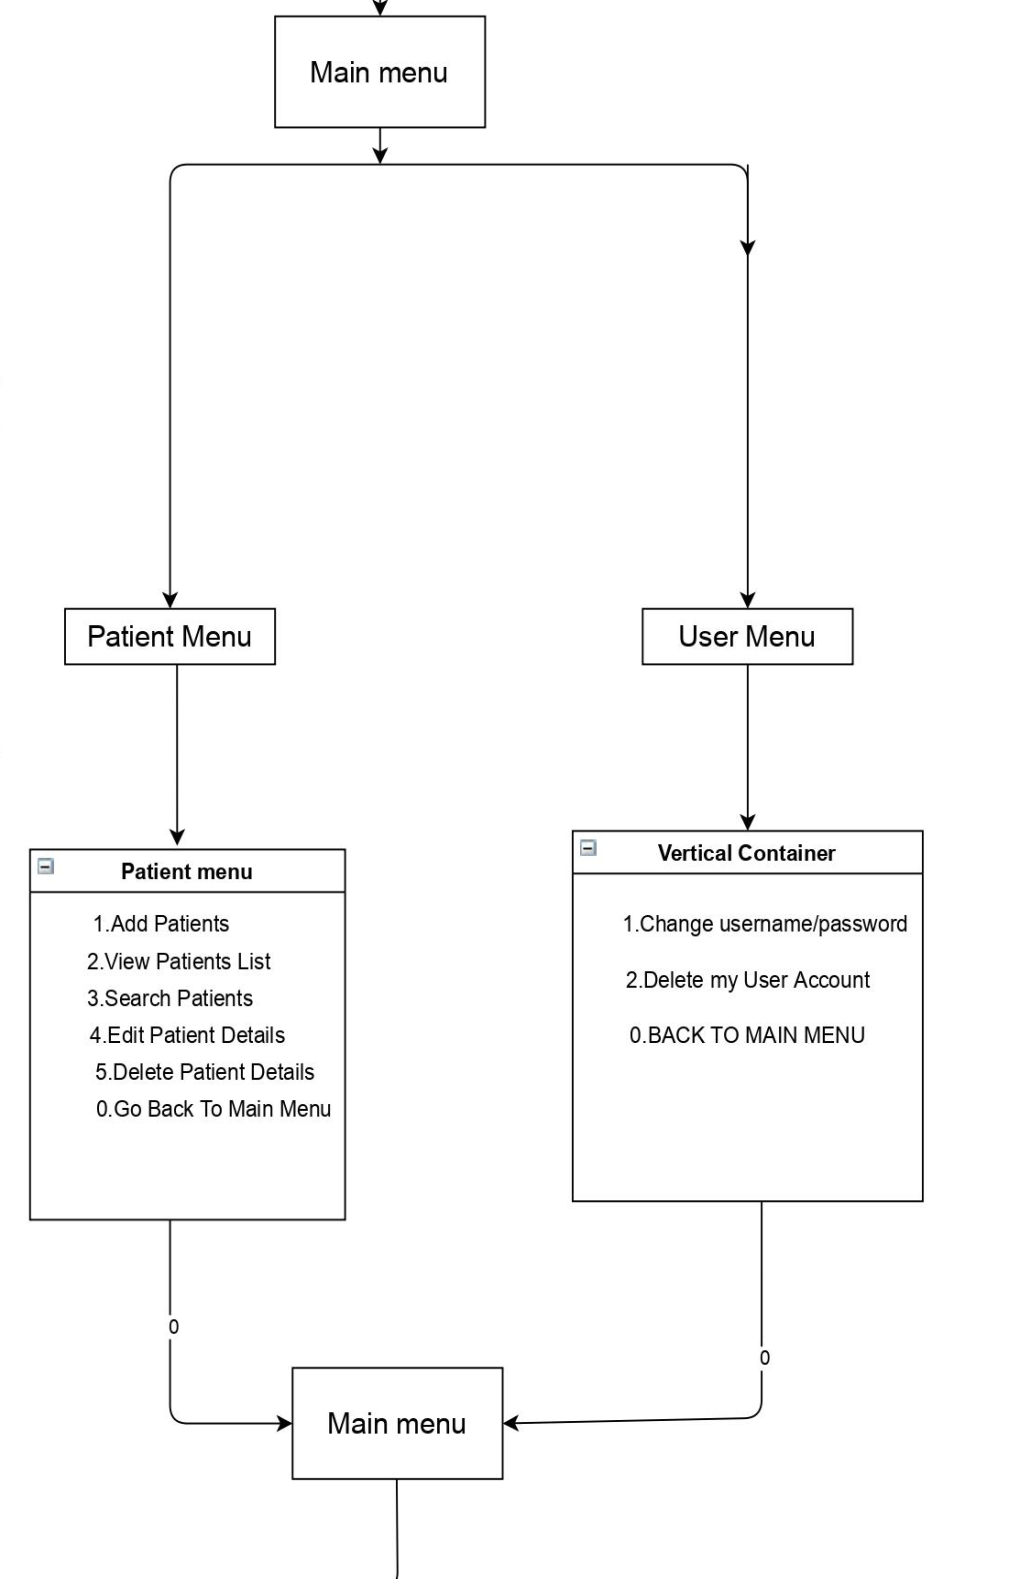 Main menu
Patient Menu
User Menu
Patient menu
1.Add Patients
2.View Patients List
3.Search Patients
4.Edit Patient Details
5.Delete Patient Details
0.Go Back To Main Menu
Vertical Container
1.Change username/password
2.Delete my User Account
0.BACK TO MAIN MENU
0
0
Main menu